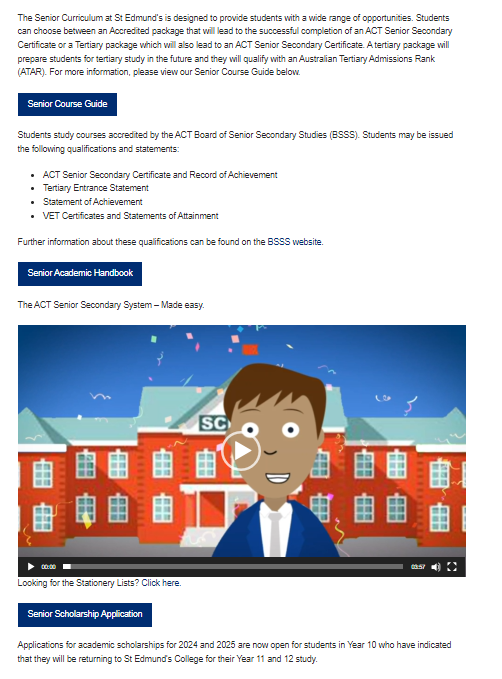 The Senior Curriculum at St Edmund's is designed to provide students with a wide range of opportunities. Students
can choose between an Accredited package that will lead to the successful completion of an ACT Senior Secondary
Certificate or a Tertiary package which will also lead to an ACT Senior Secondary Certificate. A tertiary package will
prepare students for tertiary study in the future and they will qualify with an Australian Tertiary Admissions Rank
(ATAR). For more information, please view our Senior Course Guide below.
Senior Course Guide
Students study courses accredited by the ACT Board of Senior Secondary Studies (BSSS). Students may be issued
the following qualifications and statements:
• ACT Senior Secondary Certificate and Record of Achievement
• Tertiary Entrance Statement
• Statement of Achievement
• VET Certificates and Statements of Attainment
Further information about these qualifications can be found on the BSSS website.
Senior Academic Handbook
The ACT Senior Secondary System – Made easy.
SC
00:00 03:57
Looking for the Stationery Lists? Click here.
Senior Scholarship Application
Applications for academic scholarships for 2024 and 2025 are now open for students in Year 10 who have indicated
that they will be returning to St Edmund's College for their Year 11 and 12 study.